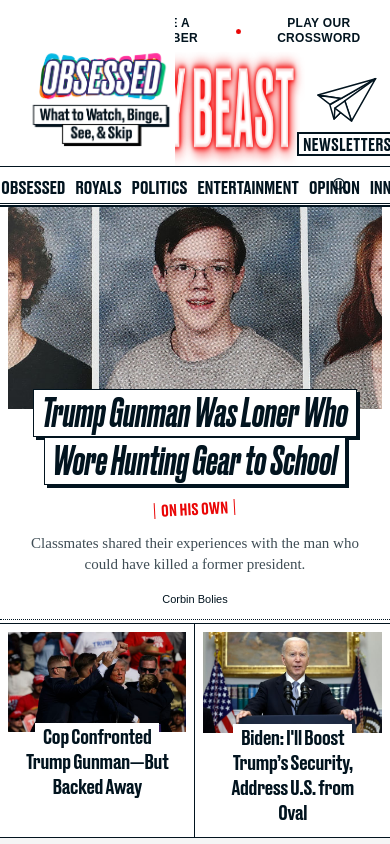 E A
BER
PLAY OUR
CROSSWORD
OBSESSED
What to Watch, Binge,
See, & Skip
Y BEAST
NEWSLETTERS
OBSESSED ROYALS POLITICS ENTERTAINMENT OPINION INN
Trump Gunman Was Loner Who
Wore Hunting Gear to School
ON HIS OWN
Classmates shared their experiences with the man who
could have killed a former president.
Corbin Bolies
Cop Confronted
Trump Gunman—But
Backed Away
Biden: I'll Boost
Trump's Security,
Address U.S. from
Oval